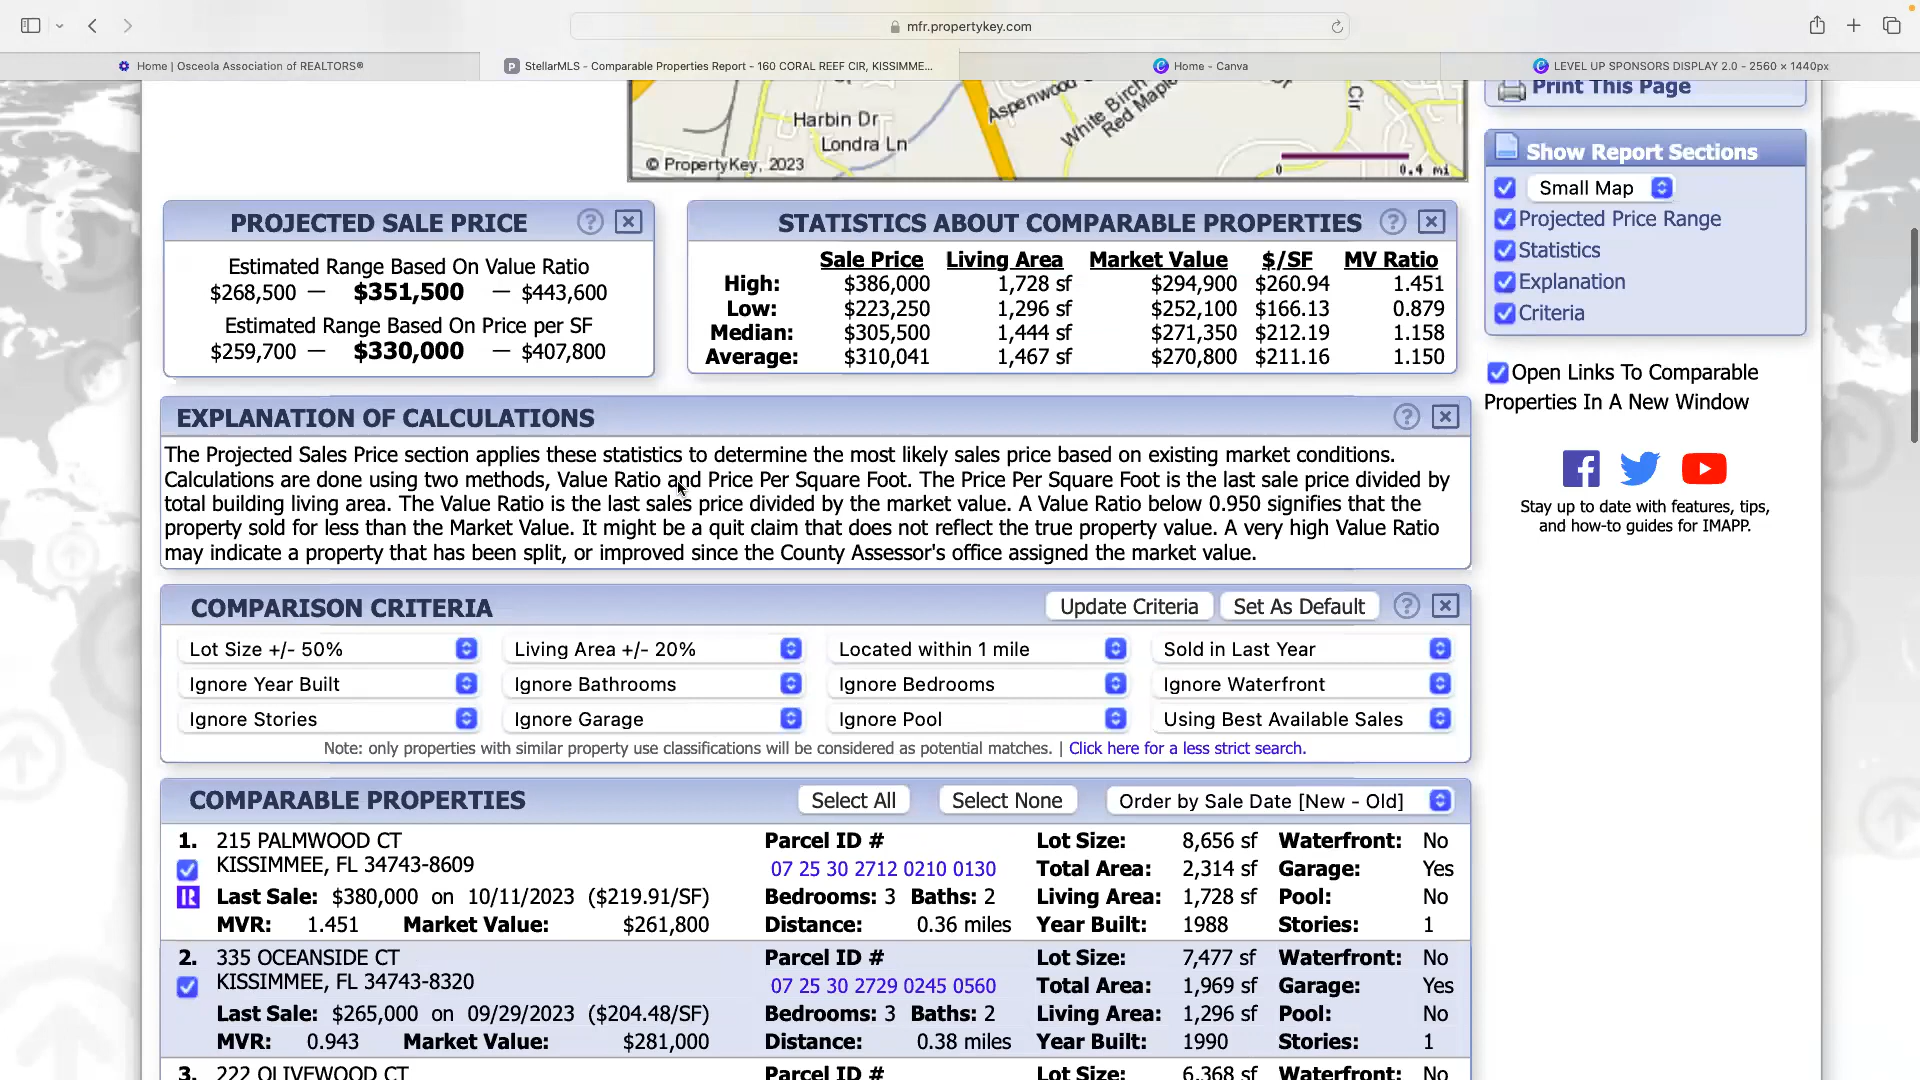 mfr.propertykey.com
Home | Osceola Association of REALTORS®
StellarMLS - Comparable Properties Report - 160 CORAL REEF CIR, KISSIMME...
Home - Canva
LEVEL UP SPONSORS DISPLAY 2.0 - 2560 × 1440px
Harbin Dr
Londra Ln
Aspenwood
White Birch
Red Maple
Cir
© PropertyKey, 2023
0 0.4 mi
Print This Page
Show Report Sections
Small Map
Projected Price Range
Statistics
Explanation
Criteria
Open Links To Comparable
Properties In A New Window
Stay up to date with features, tips,
and how-to guides for IMAPP.
PROJECTED SALE PRICE
Estimated Range Based On Value Ratio
$268,500 — $351,500 — $443,600
Estimated Range Based On Price per SF
$259,700 — $330,000 — $407,800
STATISTICS ABOUT COMPARABLE PROPERTIES
Sale Price Living Area Market Value $/SF MV Ratio
High: $386,000 1,728 sf $294,900 $260.94 1.451
Low: $223,250 1,296 sf $252,100 $166.13 0.879
Median: $305,500 1,444 sf $271,350 $212.19 1.158
Average: $310,041 1,467 sf $270,800 $211.16 1.150
EXPLANATION OF CALCULATIONS
The Projected Sales Price section applies these statistics to determine the most likely sales price based on existing market conditions.
Calculations are done using two methods, Value Ratio and Price Per Square Foot. The Price Per Square Foot is the last sale price divided by
total building living area. The Value Ratio is the last sales price divided by the market value. A Value Ratio below 0.950 signifies that the
property sold for less than the Market Value. It might be a quit claim that does not reflect the true property value. A very high Value Ratio
may indicate a property that has been split, or improved since the County Assessor's office assigned the market value.
COMPARISON CRITERIA Update Criteria Set As Default
Lot Size +/- 50% Living Area +/- 20% Located within 1 mile Sold in Last Year
Ignore Year Built Ignore Bathrooms Ignore Bedrooms Ignore Waterfront
Ignore Stories Ignore Garage Ignore Pool Using Best Available Sales
Note: only properties with similar property use classifications will be considered as potential matches. | Click here for a less strict search.
COMPARABLE PROPERTIES Select All Select None Order by Sale Date [New - Old]
1. 215 PALMWOOD CT Parcel ID # Lot Size: 8,656 sf Waterfront: No
KISSIMMEE, FL 34743-8609 07 25 30 2712 0210 0130 Total Area: 2,314 sf Garage: Yes
Last Sale: $380,000 on 10/11/2023 ($219.91/SF) Bedrooms: 3 Baths: 2 Living Area: 1,728 sf Pool: No
MVR: 1.451 Market Value: $261,800 Distance: 0.36 miles Year Built: 1988 Stories: 1
2. 335 OCEANSIDE CT Parcel ID # Lot Size: 7,477 sf Waterfront: No
KISSIMMEE, FL 34743-8320 07 25 30 2729 0245 0560 Total Area: 1,969 sf Garage: Yes
Last Sale: $265,000 on 09/29/2023 ($204.48/SF) Bedrooms: 3 Baths: 2 Living Area: 1,296 sf Pool: No
MVR: 0.943 Market Value: $281,000 Distance: 0.38 miles Year Built: 1990 Stories: 1
3. 222 OLIVEWOOD CT Parcel ID # Lot Size: 6,368 sf Waterfront: No